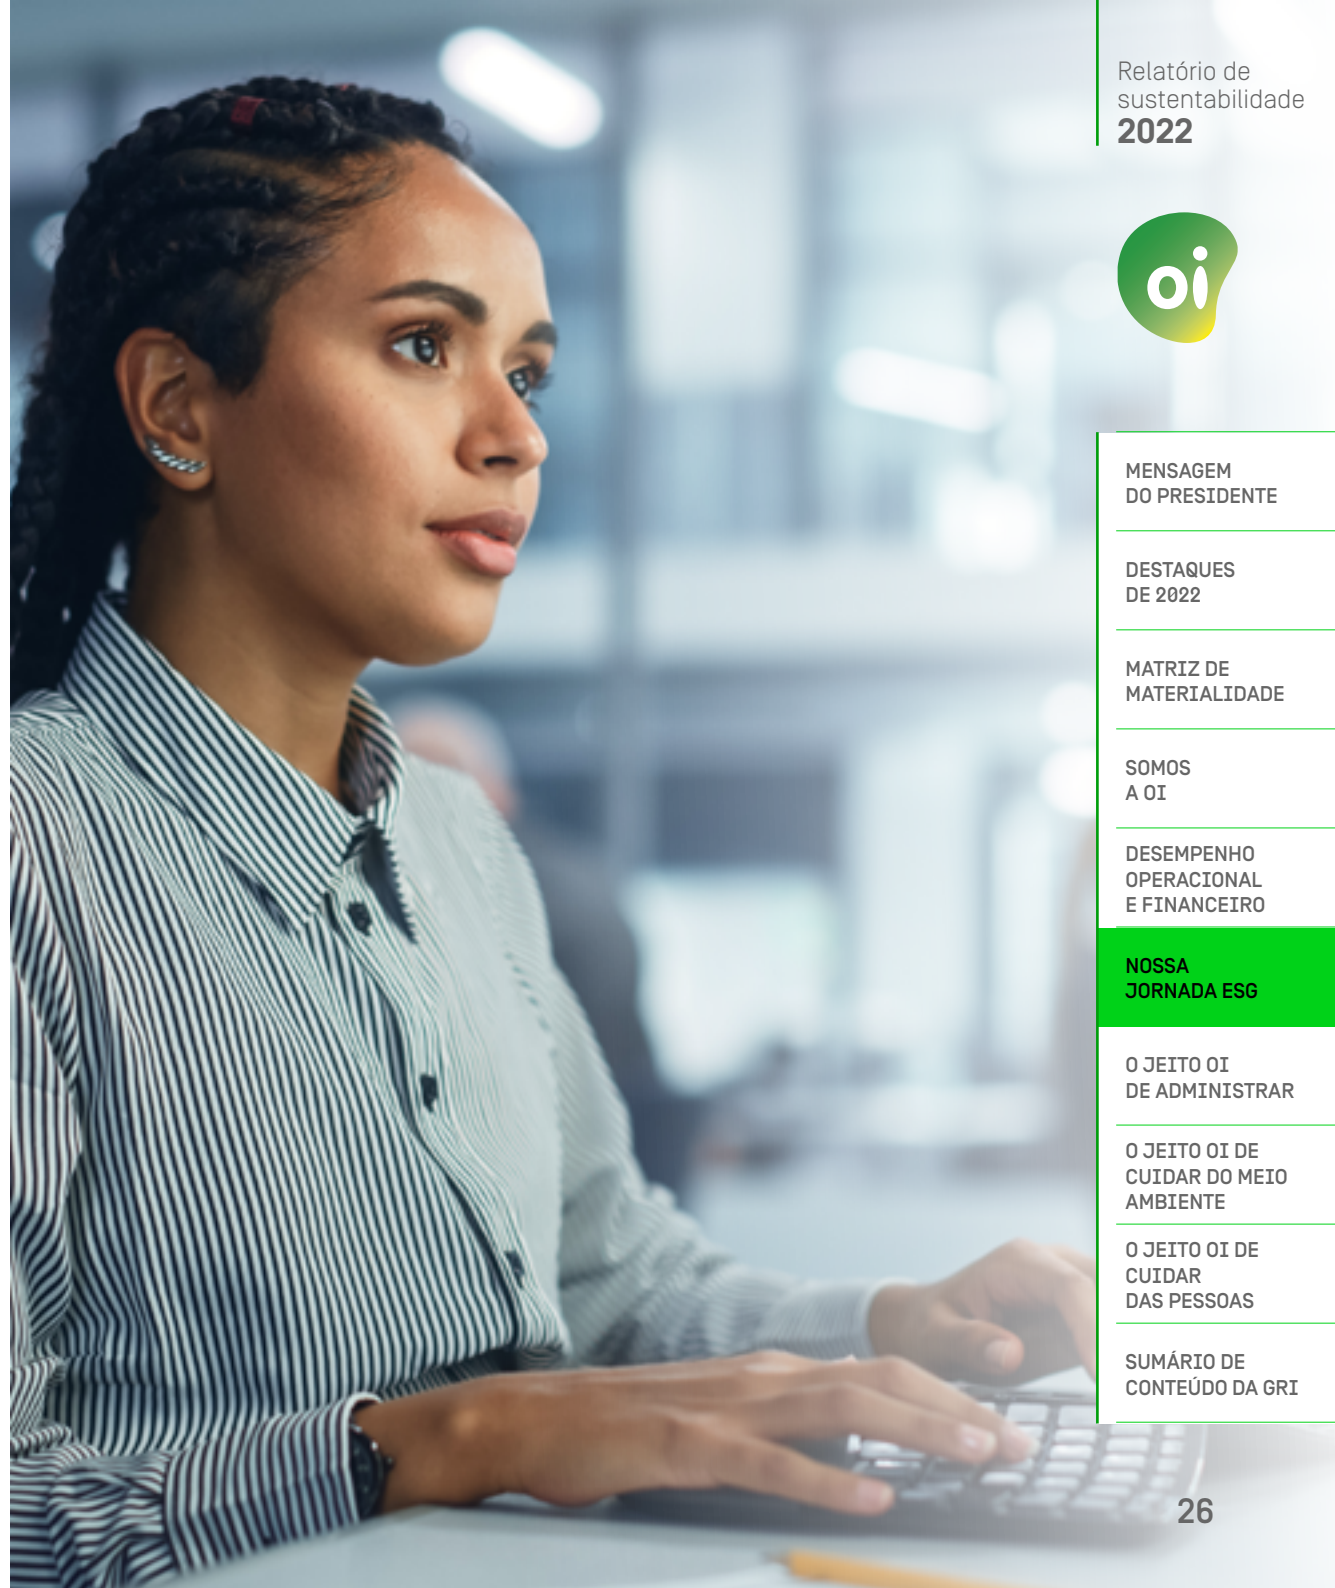 Relatório de
sustentabilidade
2022
oi
MENSAGEM
DO PRESIDENTE
DESTAQUES
DE 2022
MATRIZ DE
MATERIALIDADE
SOMOS
A OI
DESEMPENHO
OPERACIONAL
E FINANCEIRO
NOSSA
JORNADA ESG
O JEITO OI
DE ADMINISTRAR
O JEITO OI DE
CUIDAR DO MEIO
AMBIENTE
O JEITO OI DE
CUIDAR
DAS PESSOAS
SUMÁRIO DE
CONTEÚDO DA GRI
26